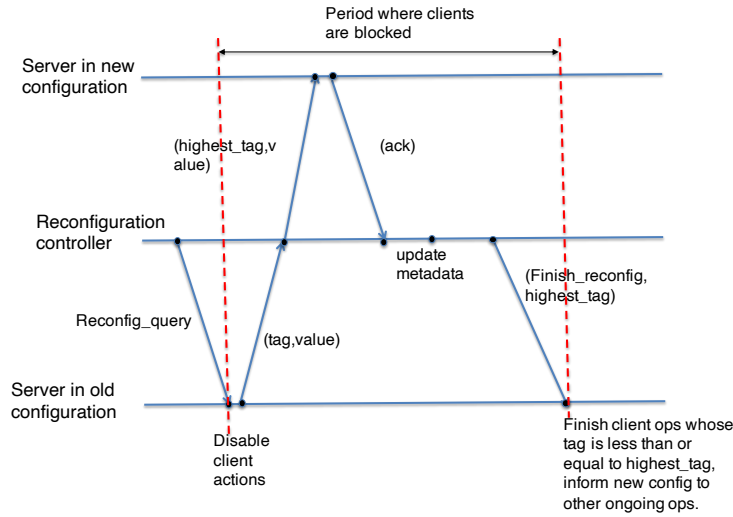 Period where clients
are blocked
Server in new
configuration
(highest_tag,v
alue)
(ack)
Reconfiguration
controller
update
metadata
(Finish_reconfig,
highest_tag)
Reconfig_query
(tag,value)
Server in old
configuration
Disable
client
actions
Finish client ops whose
tag is less than or
equal to highest_tag,
inform new config to
other ongoing ops.